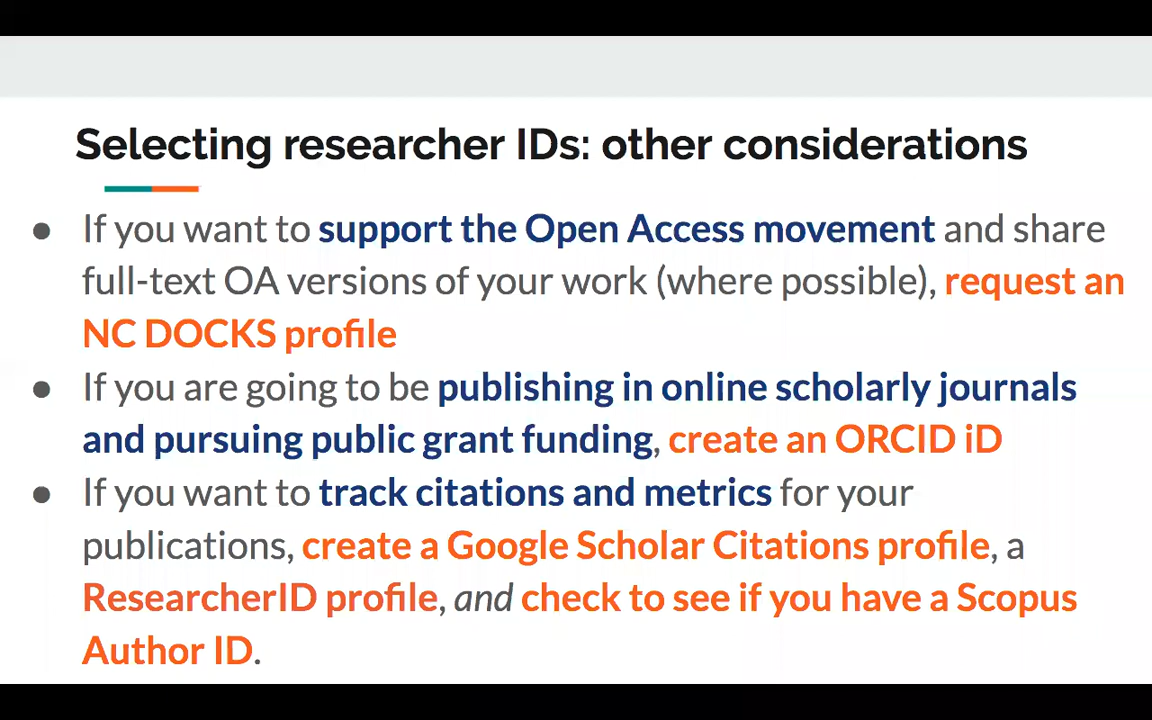 Selecting researcher IDs: other considerations
● If you want to support the Open Access movement and share
full-text OA versions of your work (where possible), request an
NC DOCKS profile
● If you are going to be publishing in online scholarly journals
and pursuing public grant funding, create an ORCID iD
● If you want to track citations and metrics for your
publications, create a Google Scholar Citations profile, a
ResearcherID profile, and check to see if you have a Scopus
Author ID.